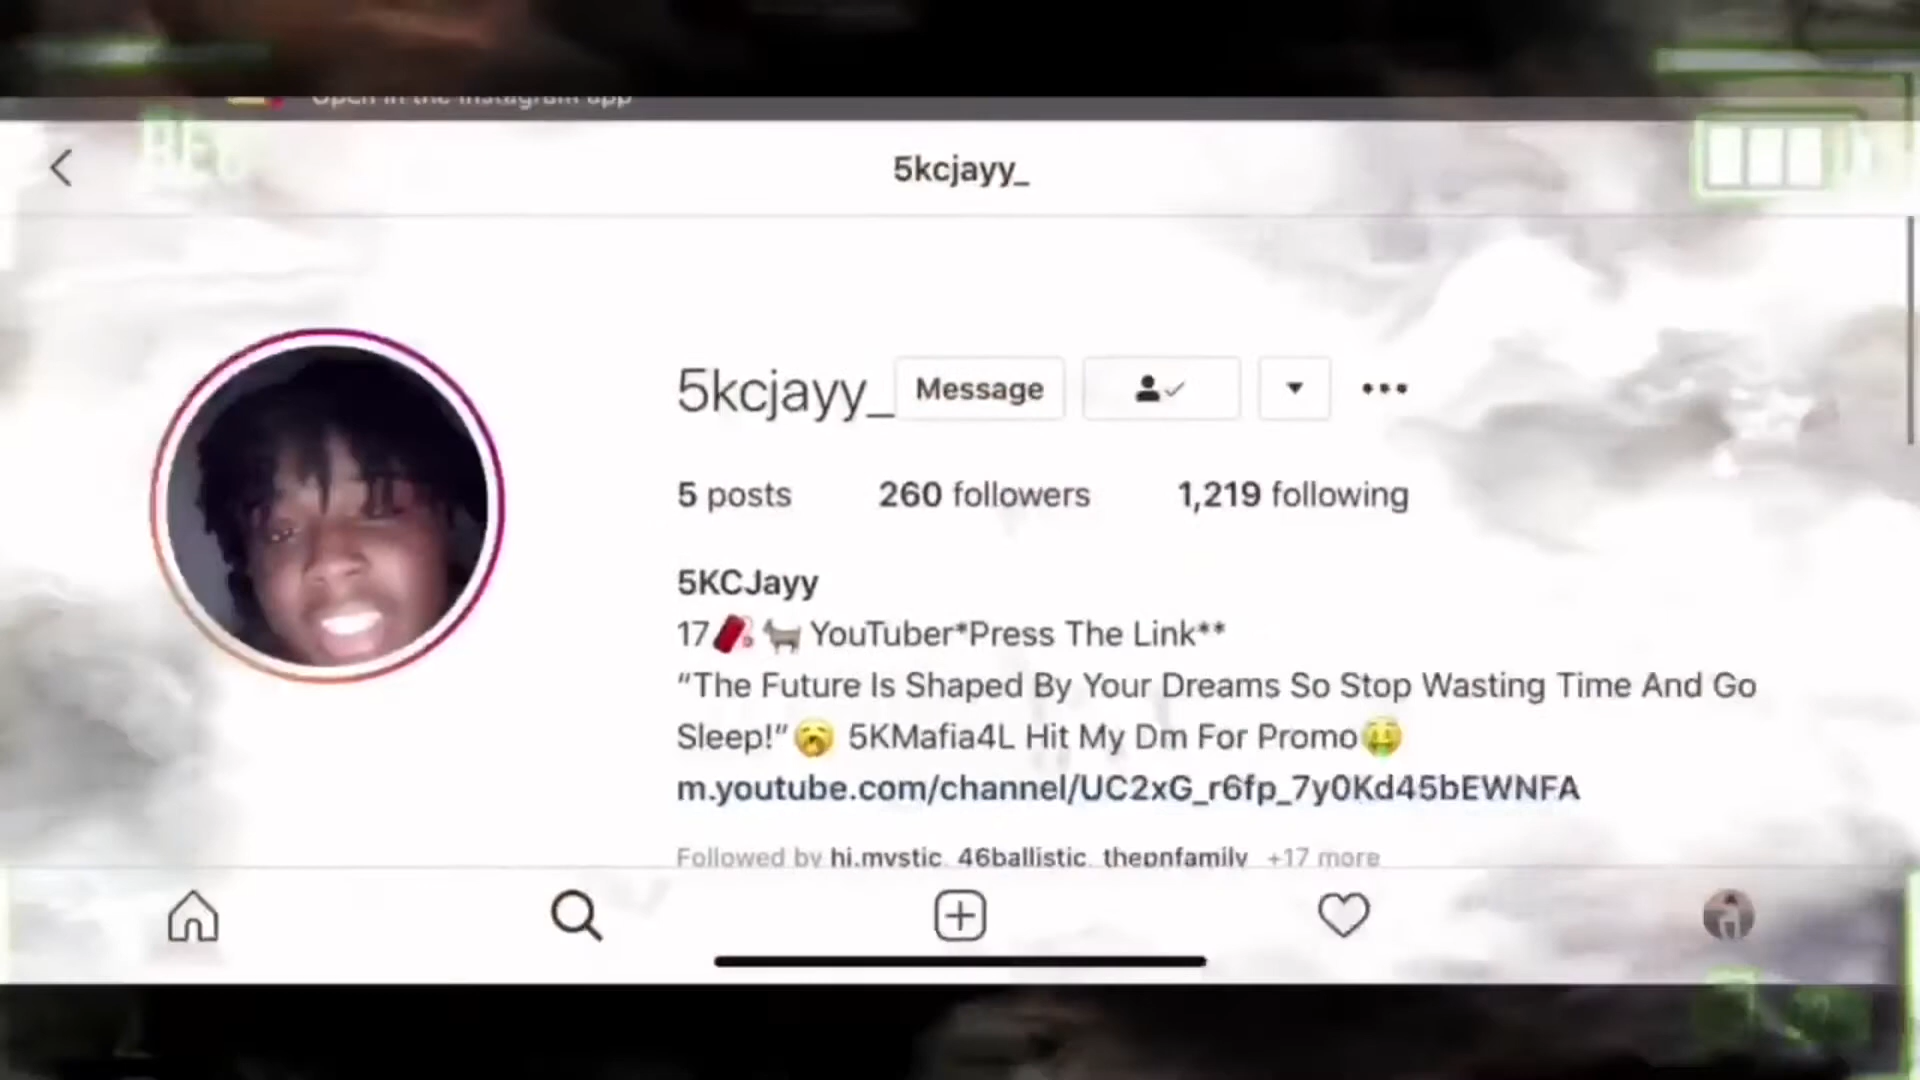 Open in the Instagram app
5kcjayy_
5kcjayy_ Message
5 posts 260 followers 1,219 following
5KCJayy
17🧧🐐 YouTuber*Press The Link**
“The Future Is Shaped By Your Dreams So Stop Wasting Time And Go
Sleep!”🥱 5KMafia4L Hit My Dm For Promo🤑
m.youtube.com/channel/UC2xG_r6fp_7y0Kd45bEWNFA
Followed by hi.mystic, 46ballistic, thepnfamily +17 more